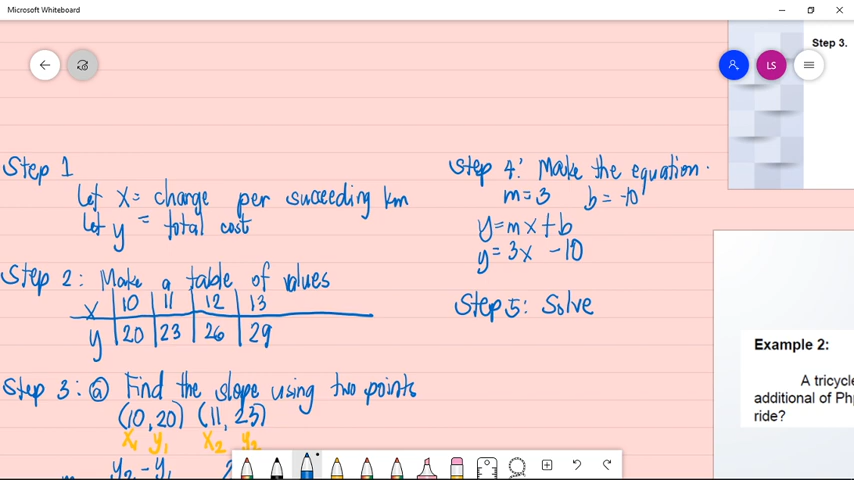 Microsoft Whiteboard
Step 3.
LS
Step 1
Let x = charge per succeeding km
Let y = total cost
Step 2: Make a table of values
x 10 11 12 13
y 20 23 26 29
Step 3: ⓐ Find the slope using two points
(10, 20) (11, 23)
x₁ y₁ x₂ y₂
y₂ - y₁
Step 4: Make the equation.
m = 3 b = -10
y = mx + b
y = 3x - 10
Step 5: Solve
Example 2:
A tricycle
additional of Ph
ride?